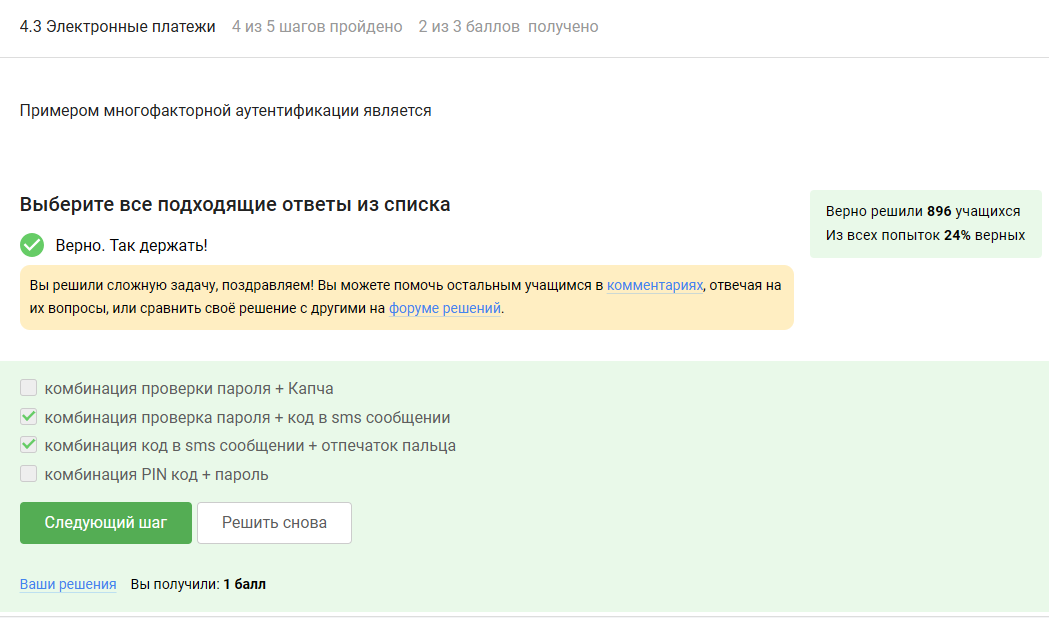 4.3 Электронные платежи 4 из 5 шагов пройдено 2 из 3 баллов получено
Примером многофакторной аутентификации является
Выберите все подходящие ответы из списка
Верно решили 896 учащихся
Из всех попыток 24% верных
Верно. Так держать!
Вы решили сложную задачу, поздравляем! Вы можете помочь остальным учащимся в комментариях, отвечая на
их вопросы, или сравнить своё решение с другими на форуме решений.
комбинация проверки пароля + Капча
комбинация проверка пароля + код в sms сообщении
комбинация код в sms сообщении + отпечаток пальца
комбинация PIN код + пароль
Следующий шаг Решить снова
Ваши решения Вы получили: 1 балл